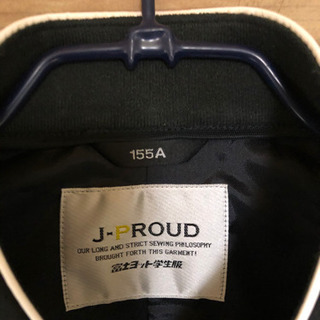 155A
J-PROUD
OUR LONG AND STRICT SEWING PHILOSOPHY
BROUGHT FORTH THIS GARMENT!
富士ヨット学生服